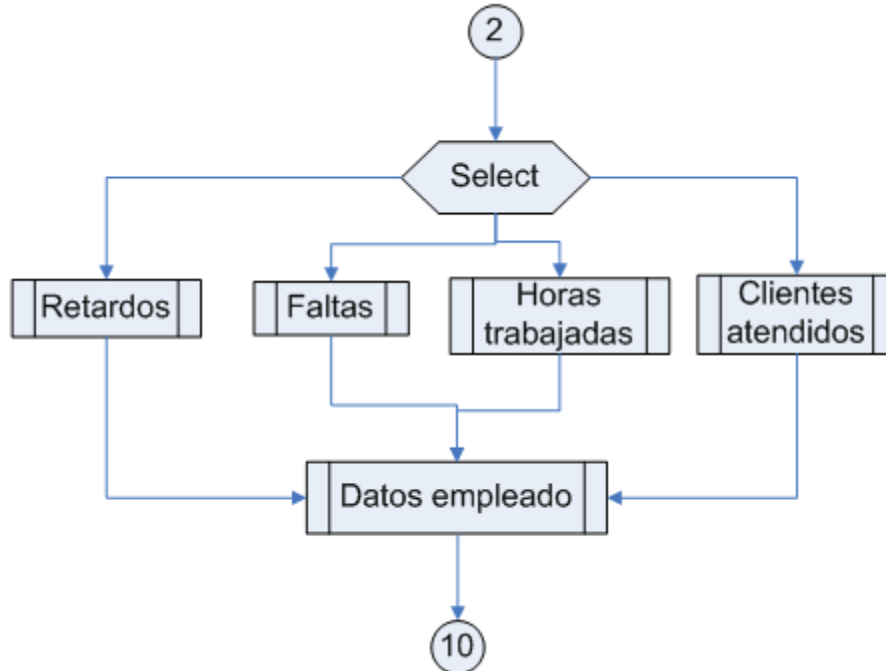 2
Select
Retardos
Faltas
Horas
trabajadas
Clientes
atendidos
Datos empleado
10